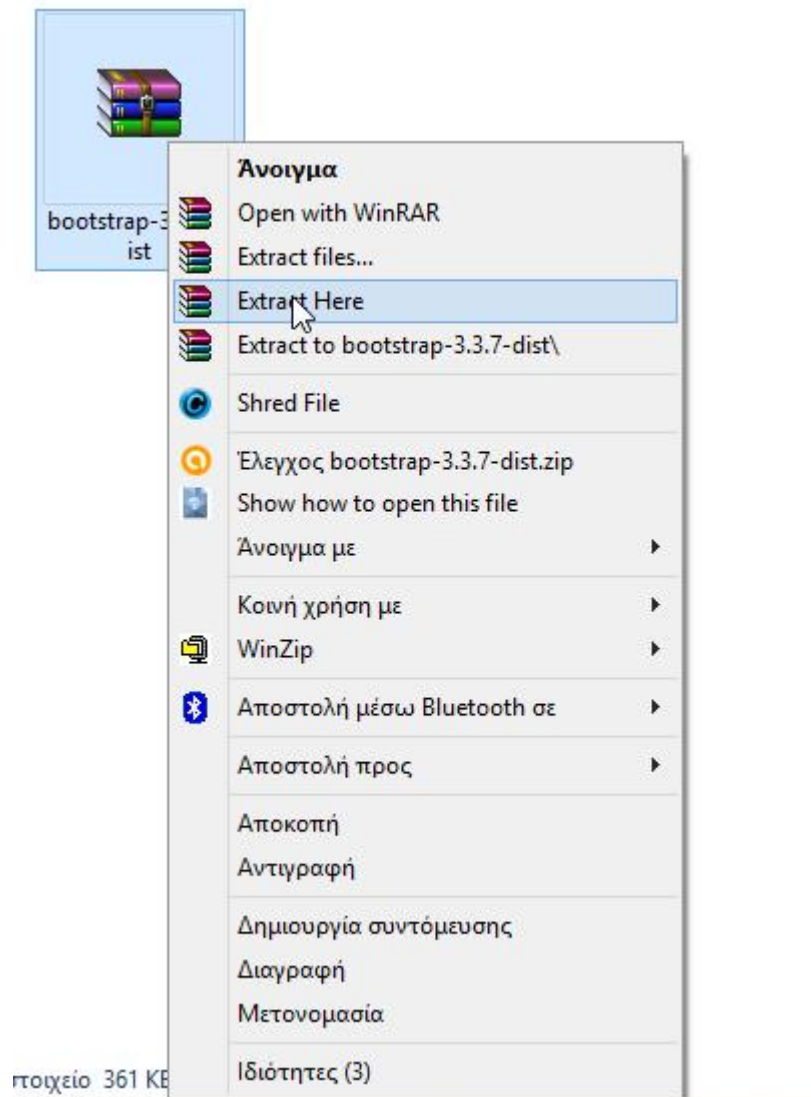 bootstrap-3
ist
Άνοιγμα
Open with WinRAR
Extract files...
Extract Here
Extract to bootstrap-3.3.7-dist\
Shred File
Έλεγχος bootstrap-3.3.7-dist.zip
Show how to open this file
Άνοιγμα με
Κοινή χρήση με
WinZip
Αποστολή μέσω Bluetooth σε
Αποστολή προς
Αποκοπή
Αντιγραφή
Δημιουργία συντόμευσης
Διαγραφή
Μετονομασία
Ιδιότητες (3)
στοιχείο 361 KB